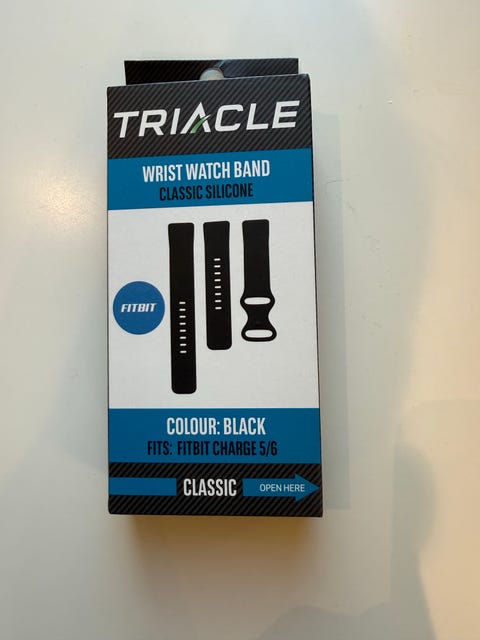 TRIACLE
WRIST WATCH BAND
CLASSIC SILICONE
FITBIT
COLOUR: BLACK
FITS: FITBIT CHARGE 5/6
CLASSIC
OPEN HERE